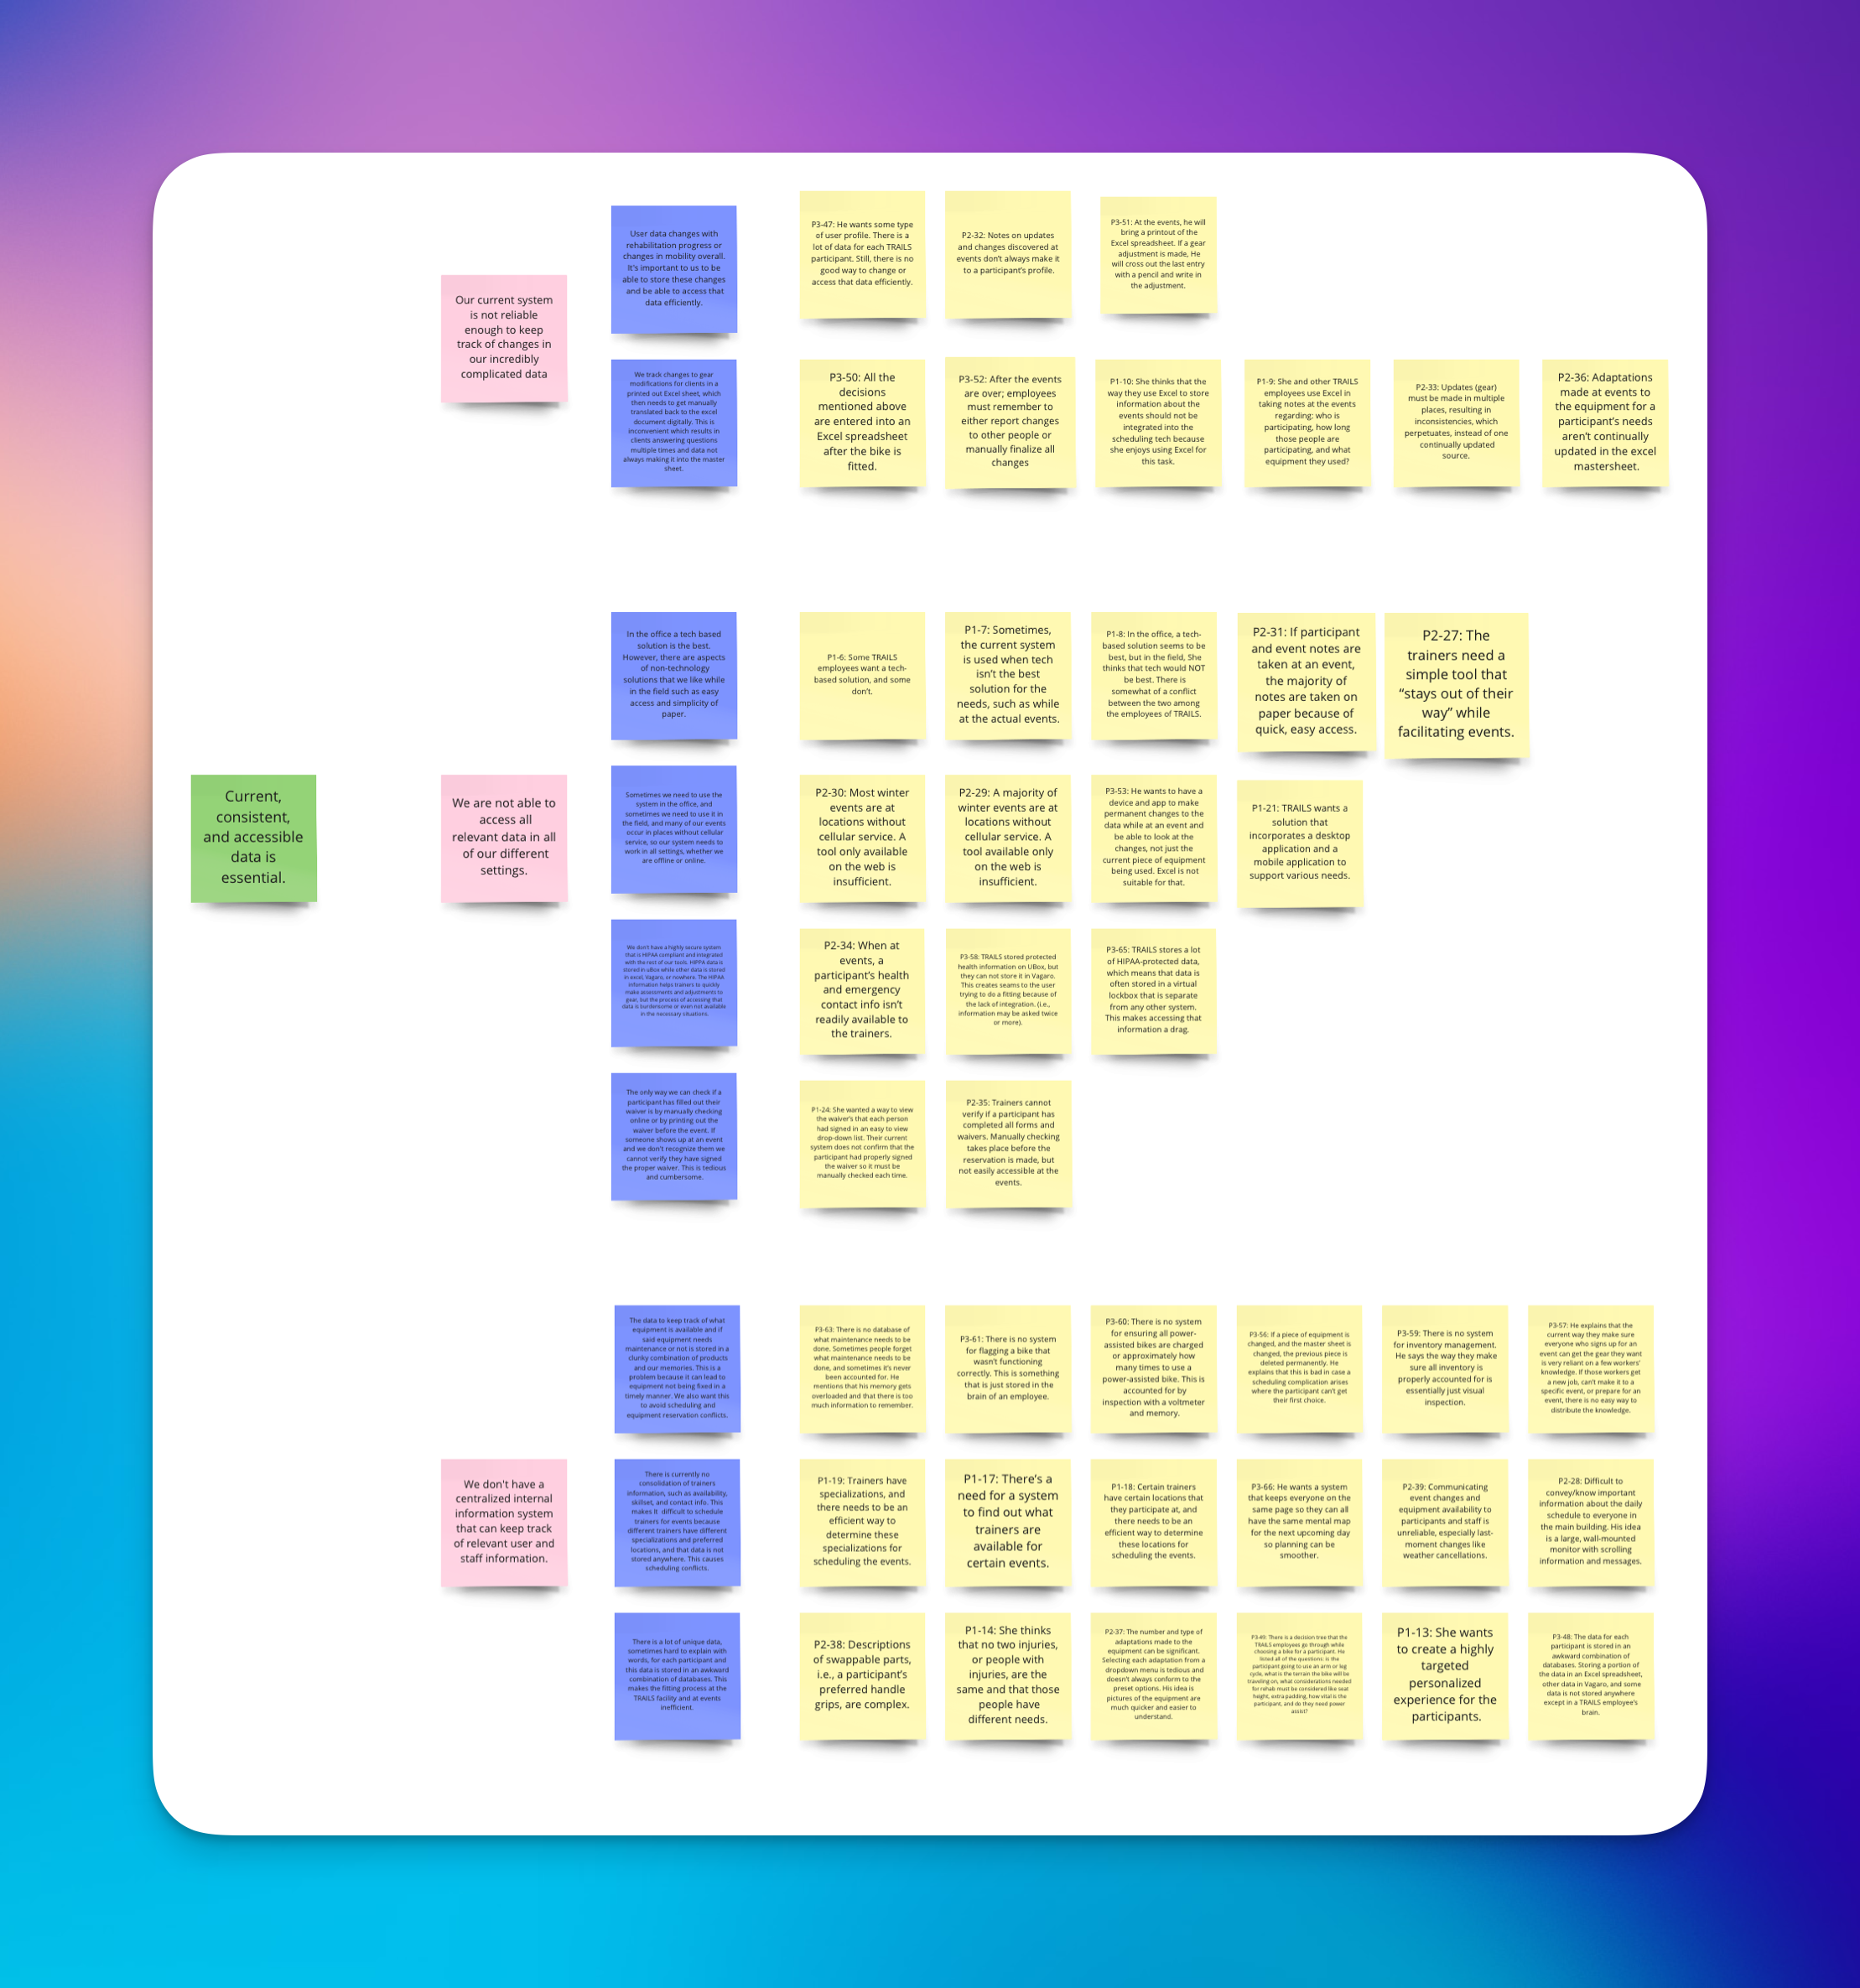 User data changes with
rehabilitation progress or
changes in mobility overall.
It's important to us to be
able to store these changes
and be able to access that
data efficiently.
P3-47: He wants some type
of user profile. There is a
lot of data for each TRAILS
participant. Still, there is no
good way to change or
access that data efficiently.
P2-32: Notes on updates
and changes discovered at
events don't always make it
to a participant's profile.
P3-51: At the events, he will
bring a printout of the
Excel spreadsheet. If a gear
adjustment is made, He
will cross out the last entry
with a pencil and write in
the adjustment.
Our current system
is not reliable
enough to keep
track of changes in
our incredibly
complicated data
We track changes to gear
modifications for clients in a
printed out Excel sheet, which
then needs to get manually
translated back to the excel
document digitally. This is
inconvenient which results in
clients answering questions
multiple times and data not
always making it into the master
sheet.
P3-50: All the
decisions
mentioned above
are entered into an
Excel spreadsheet
after the bike is
fitted.
P3-52: After the events
are over; employees
must remember to
either report changes
to other people or
manually finalize all
changes
P1-10: She thinks that the
way they use Excel to store
information about the
events should not be
integrated into the
scheduling tech because
she enjoys using Excel for
this task.
P1-9: She and other TRAILS
employees use Excel in
taking notes at the events
regarding: who is
participating, how long
those people are
participating, and what
equipment they used?
P2-33: Updates (gear)
must be made in multiple
places, resulting in
inconsistencies, which
perpetuates, instead of one
continually updated
source.
P2-36: Adaptations
made at events to
the equipment for a
participant's needs
aren't continually
updated in the excel
mastersheet.
In the office a tech based
solution is the best.
However, there are aspects
of non-technology
solutions that we like while
in the field such as easy
access and simplicity of
paper.
P1-6: Some TRAILS
employees want a tech-
based solution, and some
don't.
P1-7: Sometimes,
the current system
is used when tech
isn't the best
solution for the
needs, such as while
at the actual events.
P1-8: In the office, a tech-
based solution seems to be
best, but in the field, She
thinks that tech would NOT
be best. There is
somewhat of a conflict
between the two among
the employees of TRAILS.
P2-31: If participant
and event notes are
taken at an event,
the majority of
notes are taken on
paper because of
quick, easy access.
P2-27: The
trainers need a
simple tool that
“stays out of their
way” while
facilitating events.
Current,
consistent,
and accessible
data is
essential.
We are not able to
access all
relevant data in all
of our different
settings.
Sometimes we need to use the
system in the office, and
sometimes we need to use it in
the field, and many of our events
occur in places without cellular
service, so our system needs to
work in all settings, whether we
are offline or online.
P2-30: Most winter
events are at
locations without
cellular service. A
tool only available
on the web is
insufficient.
P2-29: A majority of
winter events are at
locations without
cellular service. A
tool available only
on the web is
insufficient.
P3-53: He wants to have a
device and app to make
permanent changes to the
data while at an event and
be able to look at the
changes, not just the
current piece of equipment
being used. Excel is not
suitable for that.
P1-21: TRAILS wants a
solution that
incorporates a desktop
application and a
mobile application to
support various needs.
We don't have a highly secure system
that is HIPAA compliant and integrated
with the rest of our tools. HIPPA data is
stored in uBox while other data is stored
in excel, Vagaro, or nowhere. The HIPAA
information helps trainers to quickly
make assessments and adjustments to
gear, but the process of accessing that
data is burdensome or even not available
in the necessary situations.
P2-34: When at
events, a
participant's health
and emergency
contact info isn't
readily available to
the trainers.
P3-58: TRAILS stored protected
health information on UBox, but
they can not store it in Vagaro.
This creates seams to the user
trying to do a fitting because of
the lack of integration. (i.e.,
information may be asked twice
or more).
P3-65: TRAILS stores a lot
of HIPAA-protected data,
which means that data is
often stored in a virtual
lockbox that is separate
from any other system.
This makes accessing that
information a drag.
The only way we can check if a
participant has filled out their
waiver is by manually checking
online or by printing out the
waiver before the event. If
someone shows up at an event
and we don't recognize them we
cannot verify they have signed
the proper waiver. This is tedious
and cumbersome.
P1-24: She wanted a way to view
the waiver's that each person
had signed in an easy to view
drop-down list. Their current
system does not confirm that the
participant had properly signed
the waiver so it must be
manually checked each time.
P2-35: Trainers cannot
verify if a participant has
completed all forms and
waivers. Manually checking
takes place before the
reservation is made, but
not easily accessible at the
events.
The data to keep track of what
equipment is available and if
said equipment needs
maintenance or not is stored in a
clunky combination of products
and our memories. This is a
problem because it can lead to
equipment not being fixed in a
timely manner. We also want this
to avoid scheduling and
equipment reservation conflicts.
P3-63: There is no database of
what maintenance needs to be
done. Sometimes people forget
what maintenance needs to be
done, and sometimes it's never
been accounted for. He
mentions that his memory gets
overloaded and that there is too
much information to remember.
P3-61: There is no system
for flagging a bike that
wasn't functioning
correctly. This is something
that is just stored in the
brain of an employee.
P3-60: There is no system
for ensuring all power-
assisted bikes are charged
or approximately how
many times to use a
power-assisted bike. This is
accounted for by
inspection with a voltmeter
and memory.
P3-56: If a piece of equipment is
changed, and the master sheet is
changed, the previous piece is
deleted permanently. He
explains that this is bad in case a
scheduling complication arises
where the participant can't get
their first choice.
P3-59: There is no system
for inventory management.
He says the way they make
sure all inventory is
properly accounted for is
essentially just visual
inspection.
P3-57: He explains that the
current way they make sure
everyone who signs up for an
event can get the gear they want
is very reliant on a few workers'
knowledge. If those workers get
a new job, can't make it to a
specific event, or prepare for an
event, there is no easy way to
distribute the knowledge.
We don't have a
centralized internal
information system
that can keep track
of relevant user and
staff information.
There is currently no
consolidation of trainers
information, such as availability,
skillset, and contact info. This
makes it difficult to schedule
trainers for events because
different trainers have different
specializations and preferred
locations, and that data is not
stored anywhere. This causes
scheduling conflicts.
P1-19: Trainers have
specializations, and
there needs to be an
efficient way to
determine these
specializations for
scheduling the events.
P1-17: There's a
need for a system
to find out what
trainers are
available for
certain events.
P1-18: Certain trainers
have certain locations that
they participate at, and
there needs to be an
efficient way to determine
these locations for
scheduling the events.
P3-66: He wants a system
that keeps everyone on the
same page so they can all
have the same mental map
for the next upcoming day
so planning can be
smoother.
P2-39: Communicating
event changes and
equipment availability to
participants and staff is
unreliable, especially last-
moment changes like
weather cancellations.
P2-28: Difficult to
convey/know important
information about the daily
schedule to everyone in
the main building. His idea
is a large, wall-mounted
monitor with scrolling
information and messages.
There is a lot of unique data,
sometimes hard to explain with
words, for each participant and
this data is stored in an awkward
combination of databases. This
makes the fitting process at the
TRAILS facility and at events
inefficient.
P2-38: Descriptions
of swappable parts,
i.e., a participant's
preferred handle
grips, are complex.
P1-14: She thinks
that no two injuries,
or people with
injuries, are the
same and that those
people have
different needs.
P2-37: The number and type of
adaptations made to the
equipment can be significant.
Selecting each adaptation from a
dropdown menu is tedious and
doesn't always conform to the
preset options. His idea is
pictures of the equipment are
much quicker and easier to
understand.
P3-49: There is a decision tree that the
TRAILS employees go through while
choosing a bike for a participant. He
listed all of the questions: is the
participant going to use an arm or leg
cycle, what is the terrain the bike will be
traveling on, what considerations needed
for rehab must be considered like seat
height, extra padding, how vital is the
participant, and do they need power
assist?
P1-13: She wants
to create a highly
targeted
personalized
experience for the
participants.
P3-48: The data for each
participant is stored in an
awkward combination of
databases. Storing a portion of
the data in an Excel spreadsheet,
other data in Vagaro, and some
data is not stored anywhere
except in a TRAILS employee's
brain.